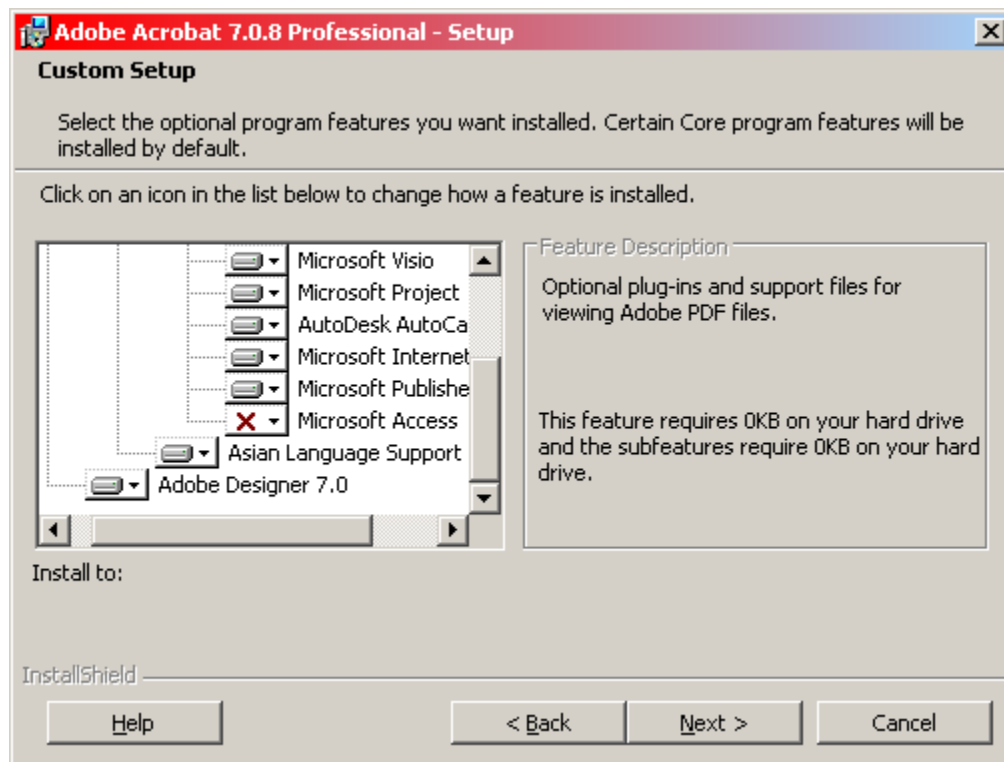 Adobe Acrobat 7.0.8 Professional - Setup
Custom Setup
Select the optional program features you want installed. Certain Core program features will be
installed by default.
Click on an icon in the list below to change how a feature is installed.
Microsoft Visio
Microsoft Project
AutoDesk AutoCa
Microsoft Internet
Microsoft Publishe
Microsoft Access
Asian Language Support
Adobe Designer 7.0
Feature Description
Optional plug-ins and support files for
viewing Adobe PDF files.
This feature requires 0KB on your hard drive
and the subfeatures require 0KB on your hard
drive.
Install to:
InstallShield
Help
< Back
Next >
Cancel